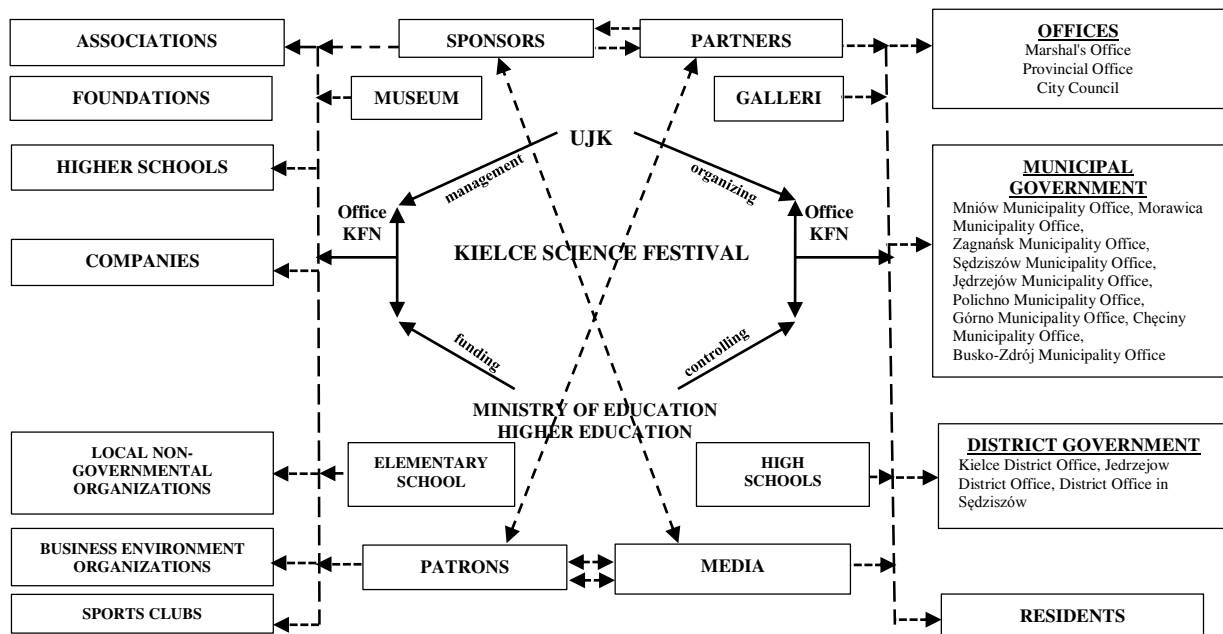 ASSOCIATIONS
SPONSORS
PARTNERS
OFFICES
Marshal's Office
Provincial Office
City Council
FOUNDATIONS
MUSEUM
GALLERI
UJK
HIGHER SCHOOLS
management
organizing
MUNICIPAL
GOVERNMENT
Mniów Municipality Office, Morawica
Municipality Office,
Zagnańsk Municipality Office,
Sędziszów Municipality Office,
Jędrzejów Municipality Office,
Polichno Municipality Office,
Górno Municipality Office, Chęciny
Municipality Office,
Busko-Zdrój Municipality Office
Office
KFN
Office
KFN
COMPANIES
KIELCE SCIENCE FESTIVAL
funding
controlling
MINISTRY OF EDUCATION
HIGHER EDUCATION
LOCAL NON-
GOVERNMENTAL
ORGANIZATIONS
ELEMENTARY
SCHOOL
HIGH
SCHOOLS
DISTRICT GOVERNMENT
Kielce District Office, Jedrzejow
District Office, District Office in
Sędziszów
BUSINESS ENVIRONMENT
ORGANIZATIONS
PATRONS
MEDIA
SPORTS CLUBS
RESIDENTS